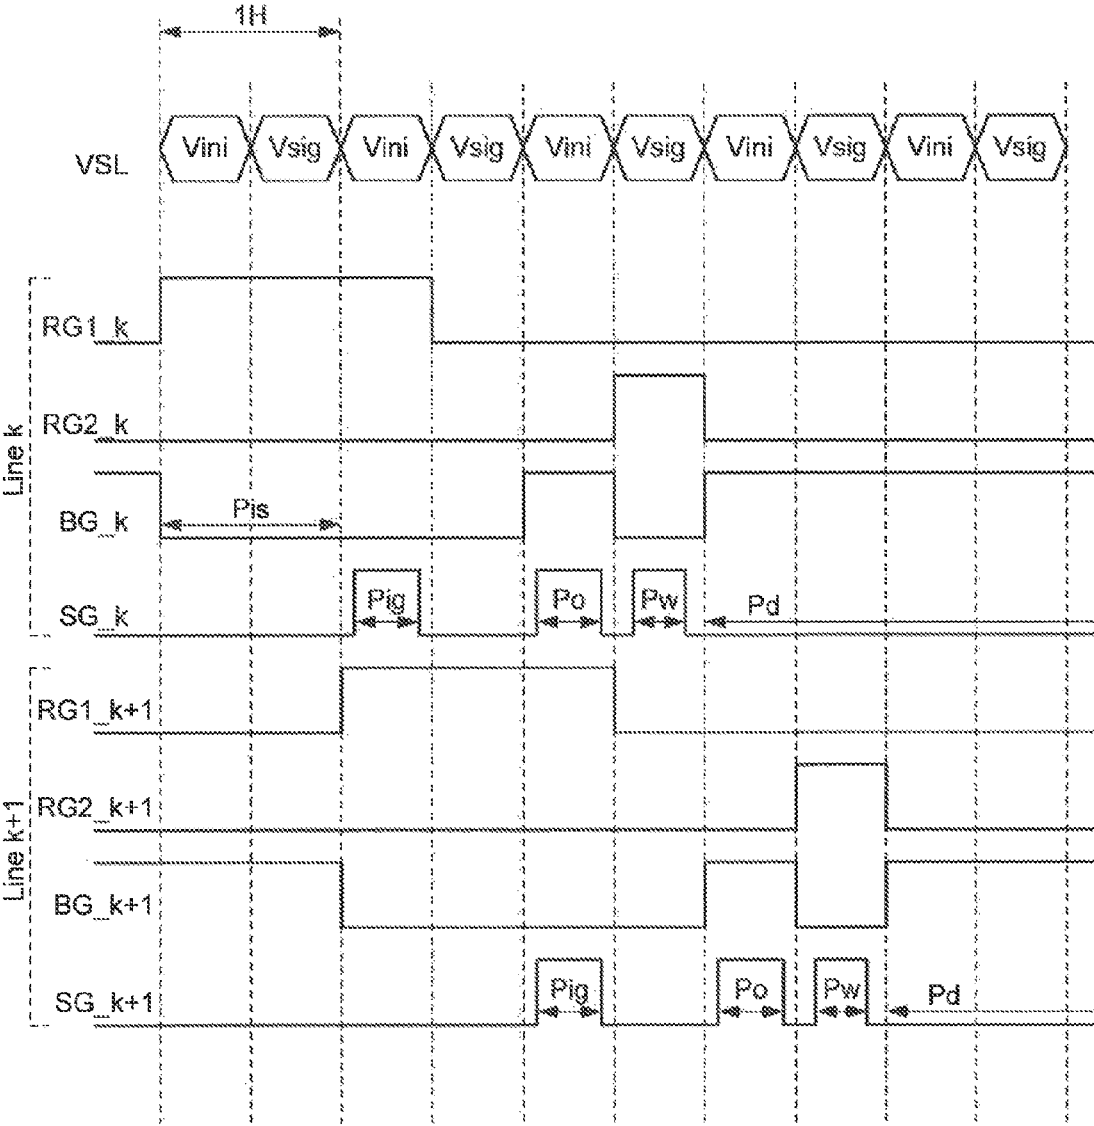 1H
VSL Vini Vsig Vini Vsig Vini Vsig Vini Vsig Vini Vsig
Line k
RG1_k
RG2_k
BG_k Pis
SG_k Pig Po Pw Pd
Line k+1
RG1_k+1
RG2_k+1
BG_k+1
SG_k+1 Pig Po Pw Pd